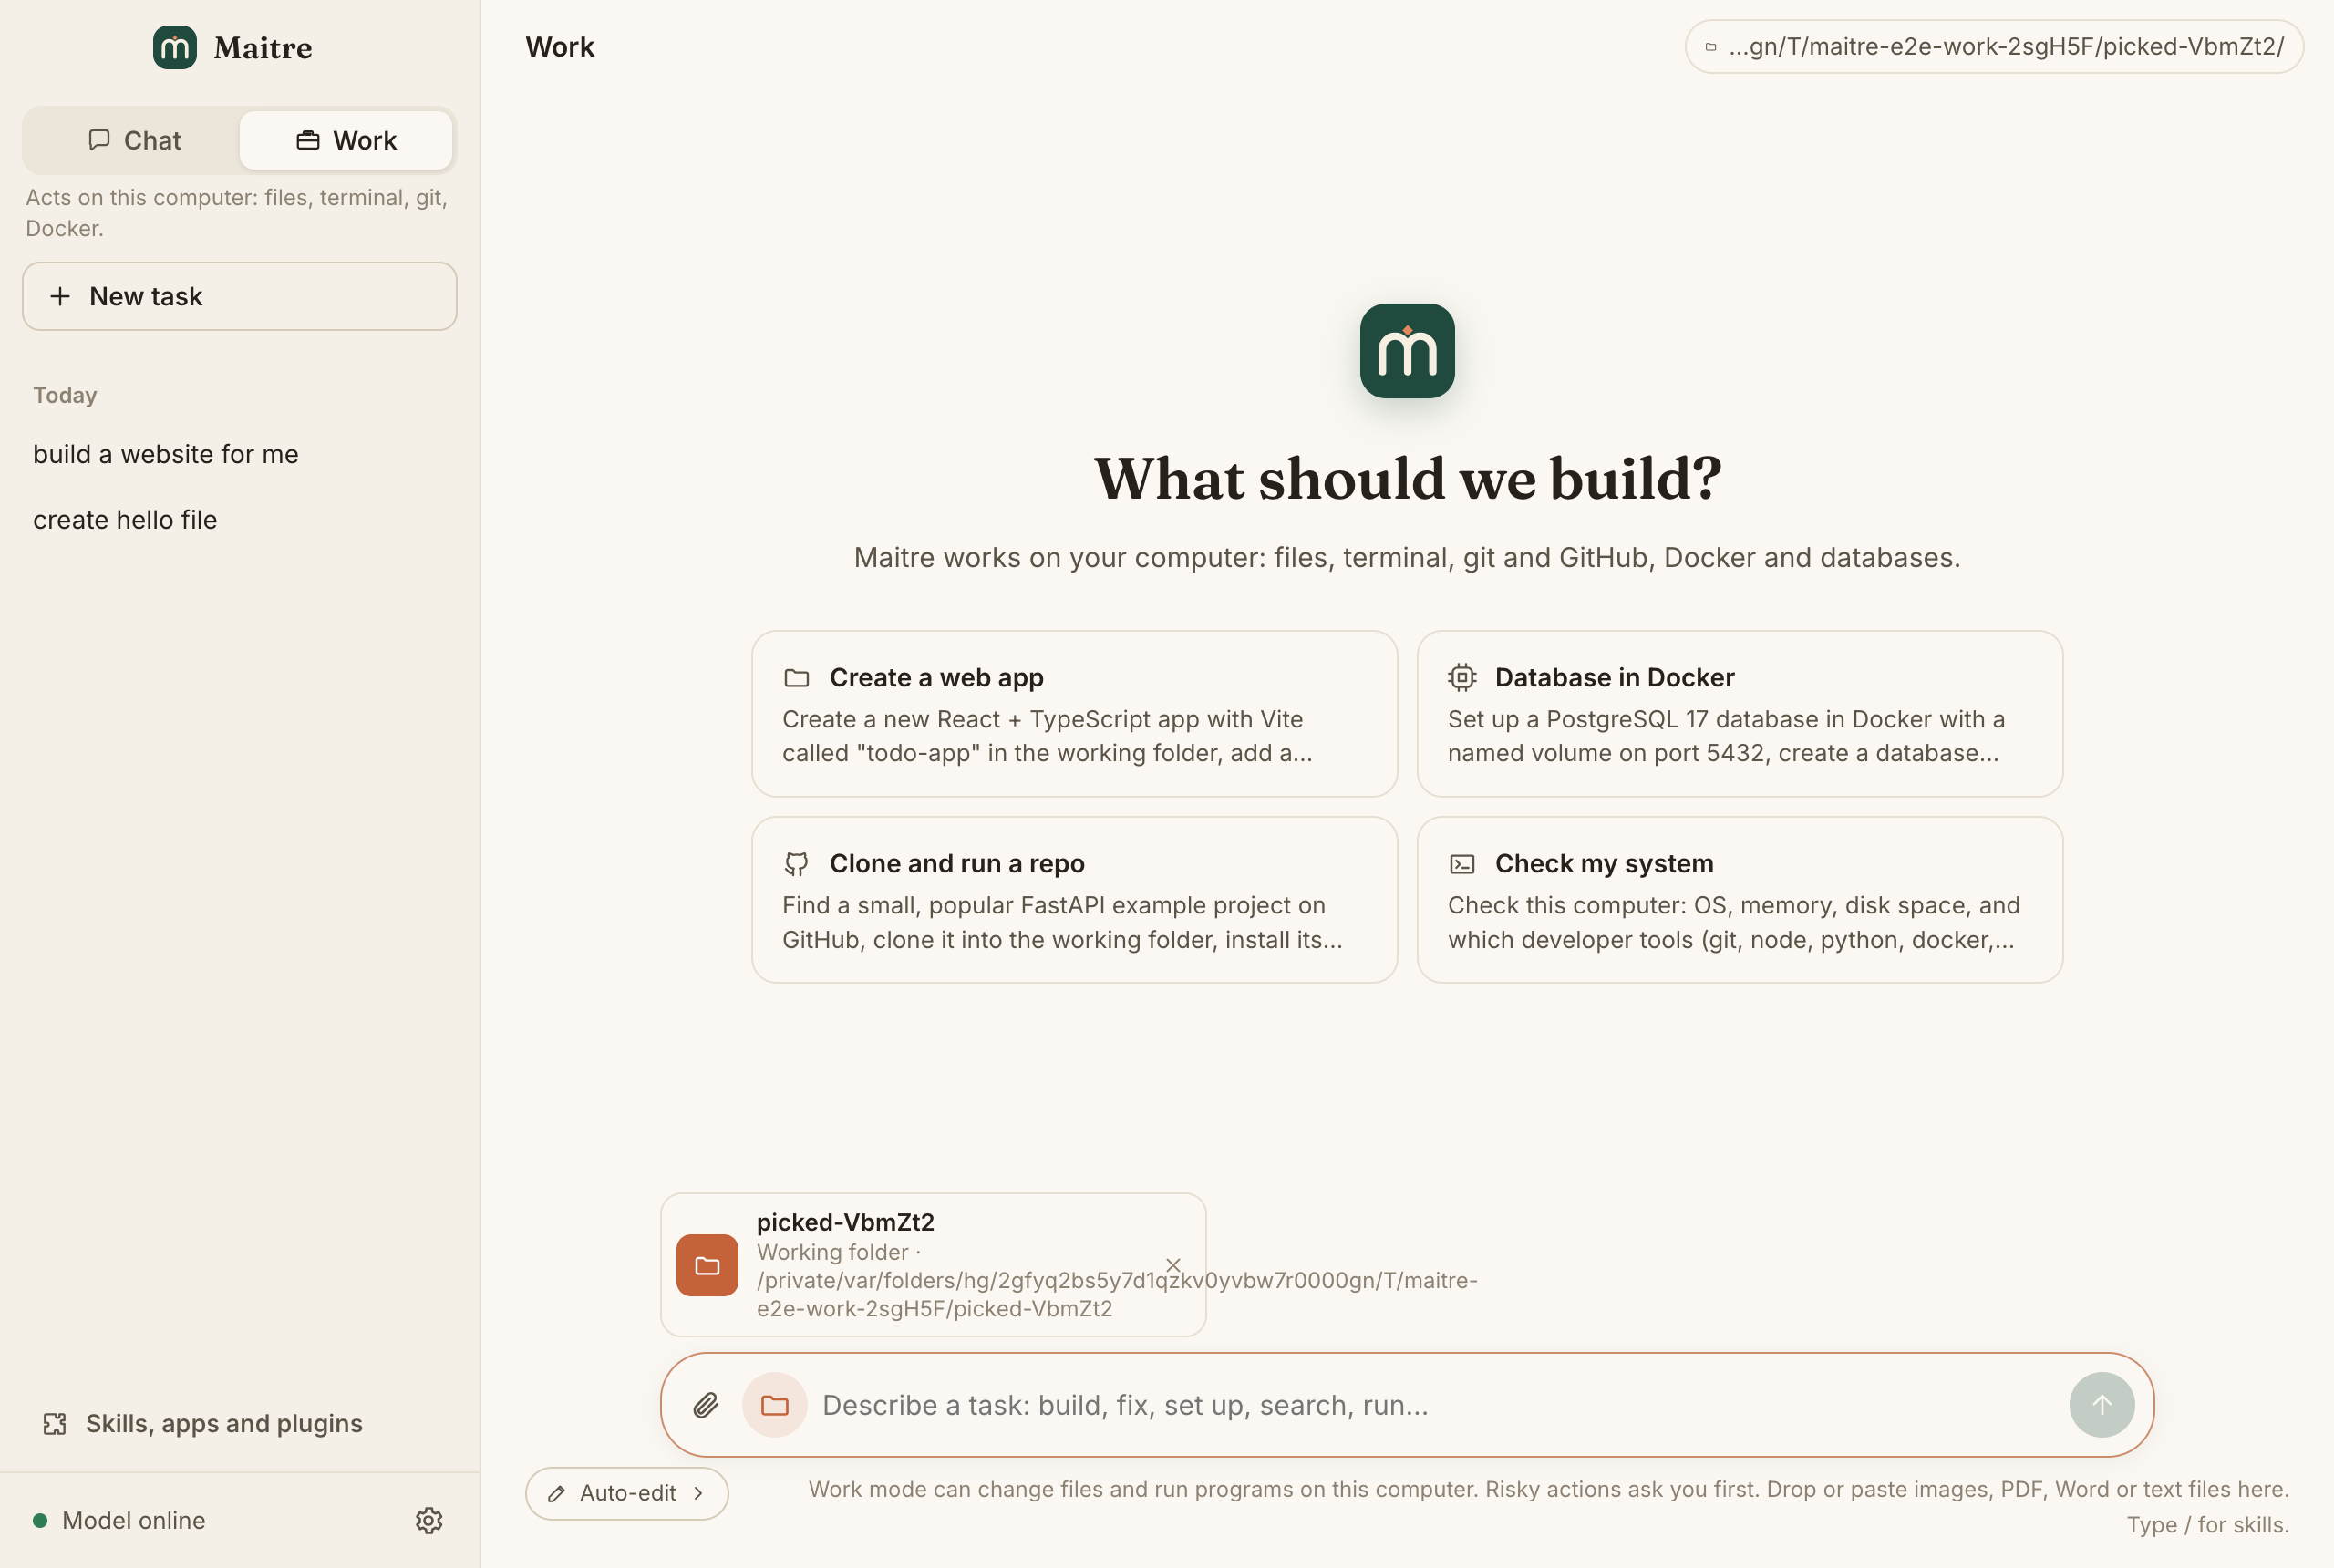 Maitre
Chat
Work
Acts on this computer: files, terminal, git,
Docker.
New task
Today
build a website for me
create hello file
Skills, apps and plugins
Model online
Work
...gn/T/maitre-e2e-work-2sgH5F/picked-VbmZt2/
What should we build?
Maitre works on your computer: files, terminal, git and GitHub, Docker and databases.
Create a web app
Create a new React + TypeScript app with Vite
called "todo-app" in the working folder, add a...
Database in Docker
Set up a PostgreSQL 17 database in Docker with a
named volume on port 5432, create a database...
Clone and run a repo
Find a small, popular FastAPI example project on
GitHub, clone it into the working folder, install its...
Check my system
Check this computer: OS, memory, disk space, and
which developer tools (git, node, python, docker,...
picked-VbmZt2
Working folder ·
/private/var/folders/hg/2gfyq2bs5y7d1qzkv0yvbw7r0000gn/T/maitre-
e2e-work-2sgH5F/picked-VbmZt2
Describe a task: build, fix, set up, search, run...
Auto-edit
Work mode can change files and run programs on this computer. Risky actions ask you first. Drop or paste images, PDF, Word or text files here.
Type / for skills.